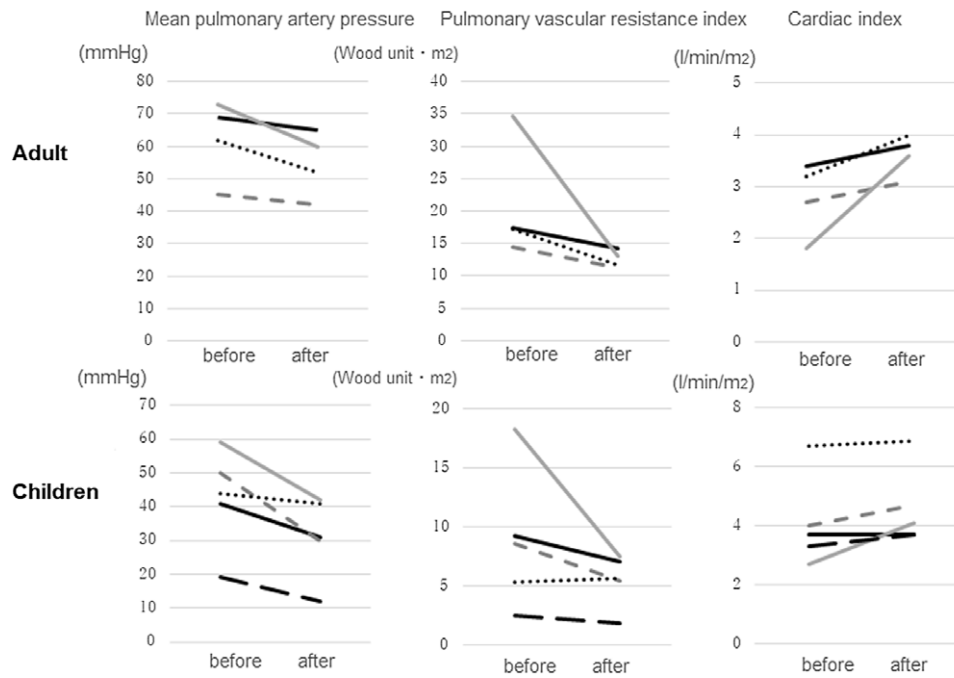 Mean pulmonary artery pressure
Pulmonary vascular resistance index
Cardiac index
Adult
(mmHg)
80
70
60
50
40
30
20
10
0
before after
(Wood unit・m2)
40
35
30
25
20
15
10
5
0
before after
(l/min/m2)
5
4
3
2
1
0
before after
Children
(mmHg)
70
60
50
40
30
20
10
0
before after
(Wood unit・m2)
20
15
10
5
0
before after
(l/min/m2)
8
6
4
2
0
before after